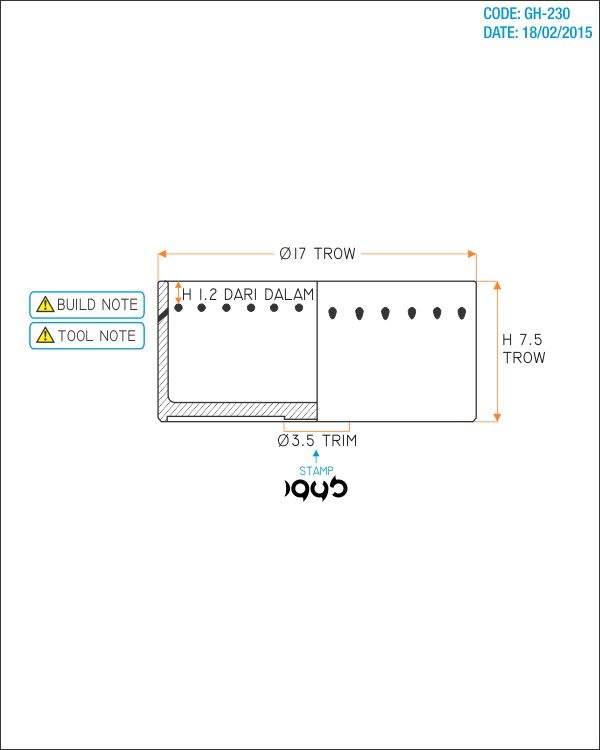 CODE: GH-230
DATE: 18/02/2015
Ø17 TROW
H 1.2 DARI DALAM
BUILD NOTE
TOOL NOTE
H 7.5
TROW
Ø3.5 TRIM
STAMP